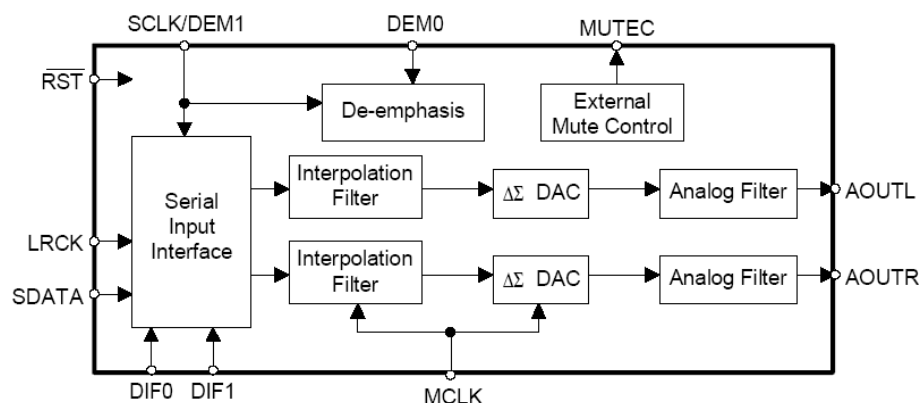 SCLK/DEM1
DEM0
MUTEC
RST
De-emphasis
External
Mute Control
Serial
Input
Interface
Interpolation
Filter
ΔΣ DAC
Analog Filter
AOUTL
LRCK
Interpolation
Filter
ΔΣ DAC
Analog Filter
AOUTR
SDATA
DIF0
DIF1
MCLK